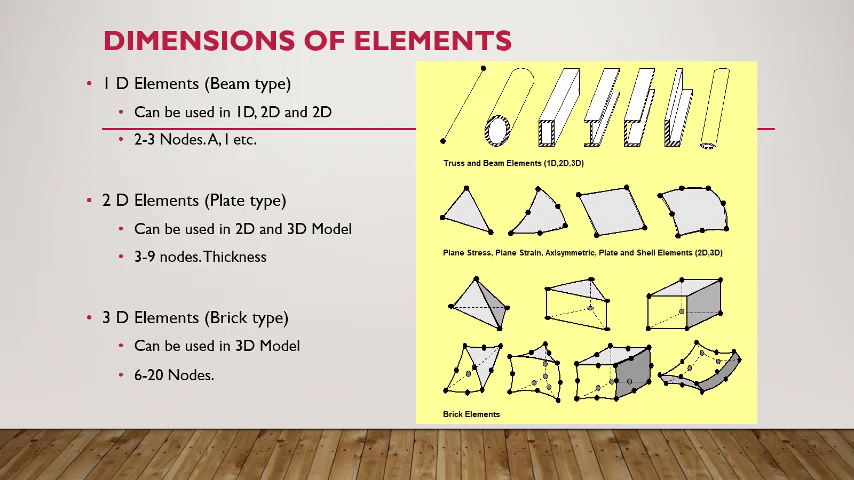 DIMENSIONS OF ELEMENTS
• 1 D Elements (Beam type)
• Can be used in 1D, 2D and 2D
• 2-3 Nodes. A, I etc.
• 2 D Elements (Plate type)
• Can be used in 2D and 3D Model
• 3-9 nodes. Thickness
• 3 D Elements (Brick type)
• Can be used in 3D Model
• 6-20 Nodes.
Truss and Beam Elements (1D,2D,3D)
Plane Stress, Plane Strain, Axisymmetric, Plate and Shell Elements (2D,3D)
Brick Elements